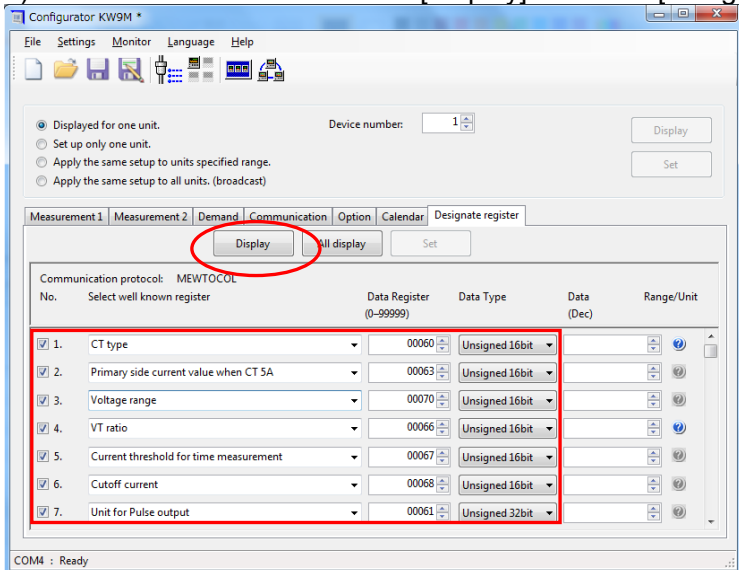 Configurator KW9M *
File Settings Monitor Language Help
Displayed for one unit. Device number: 1 Display
Set up only one unit.
Apply the same setup to units specified range. Set
Apply the same setup to all units. (broadcast)
Measurement 1 Measurement 2 Demand Communication Option Calendar Designate register
Display All display Set
Communication protocol: MEWTOCOL
No. Select well known register Data Register Data Type Data Range/Unit
(0-99999) (Dec)
1. CT type 00060 Unsigned 16bit
2. Primary side current value when CT 5A 00063 Unsigned 16bit
3. Voltage range 00070 Unsigned 16bit
4. VT ratio 00066 Unsigned 16bit
5. Current threshold for time measurement 00067 Unsigned 16bit
6. Cutoff current 00068 Unsigned 16bit
7. Unit for Pulse output 00061 Unsigned 32bit
COM4 : Ready